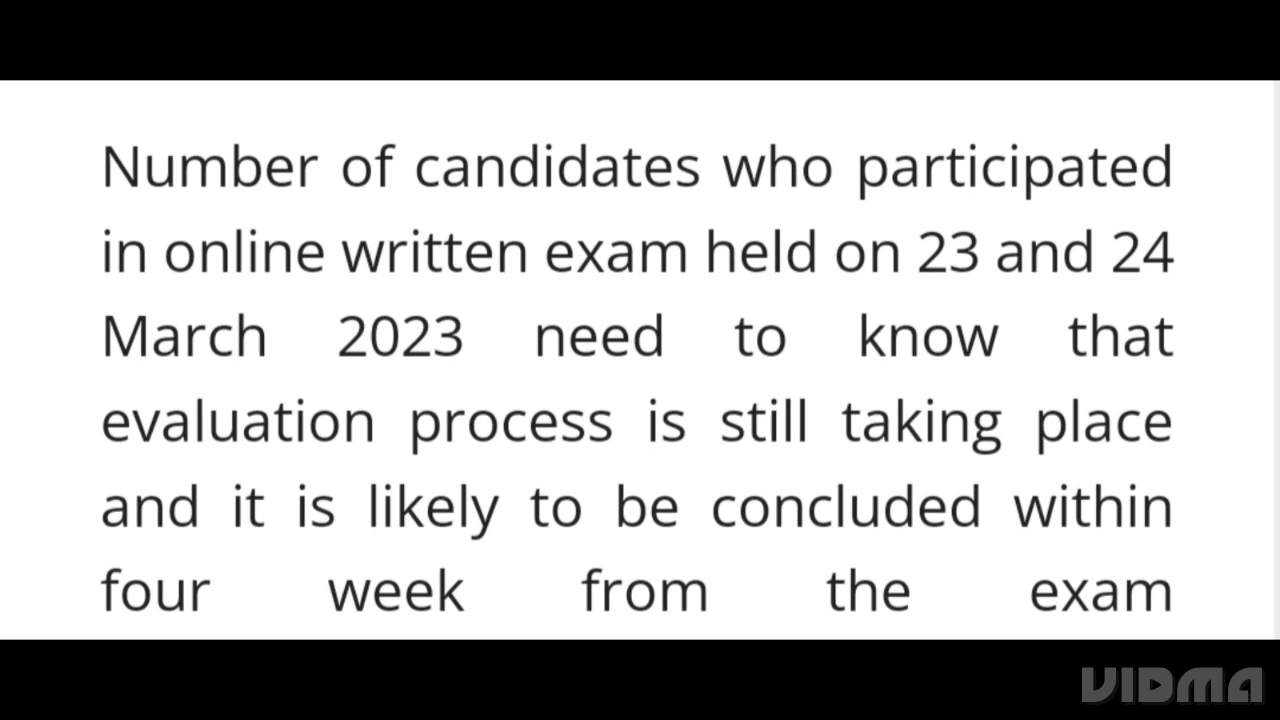 Number of candidates who participated
in online written exam held on 23 and 24
March 2023 need to know that
evaluation process is still taking place
and it is likely to be concluded within
four week from the exam
VIDMA